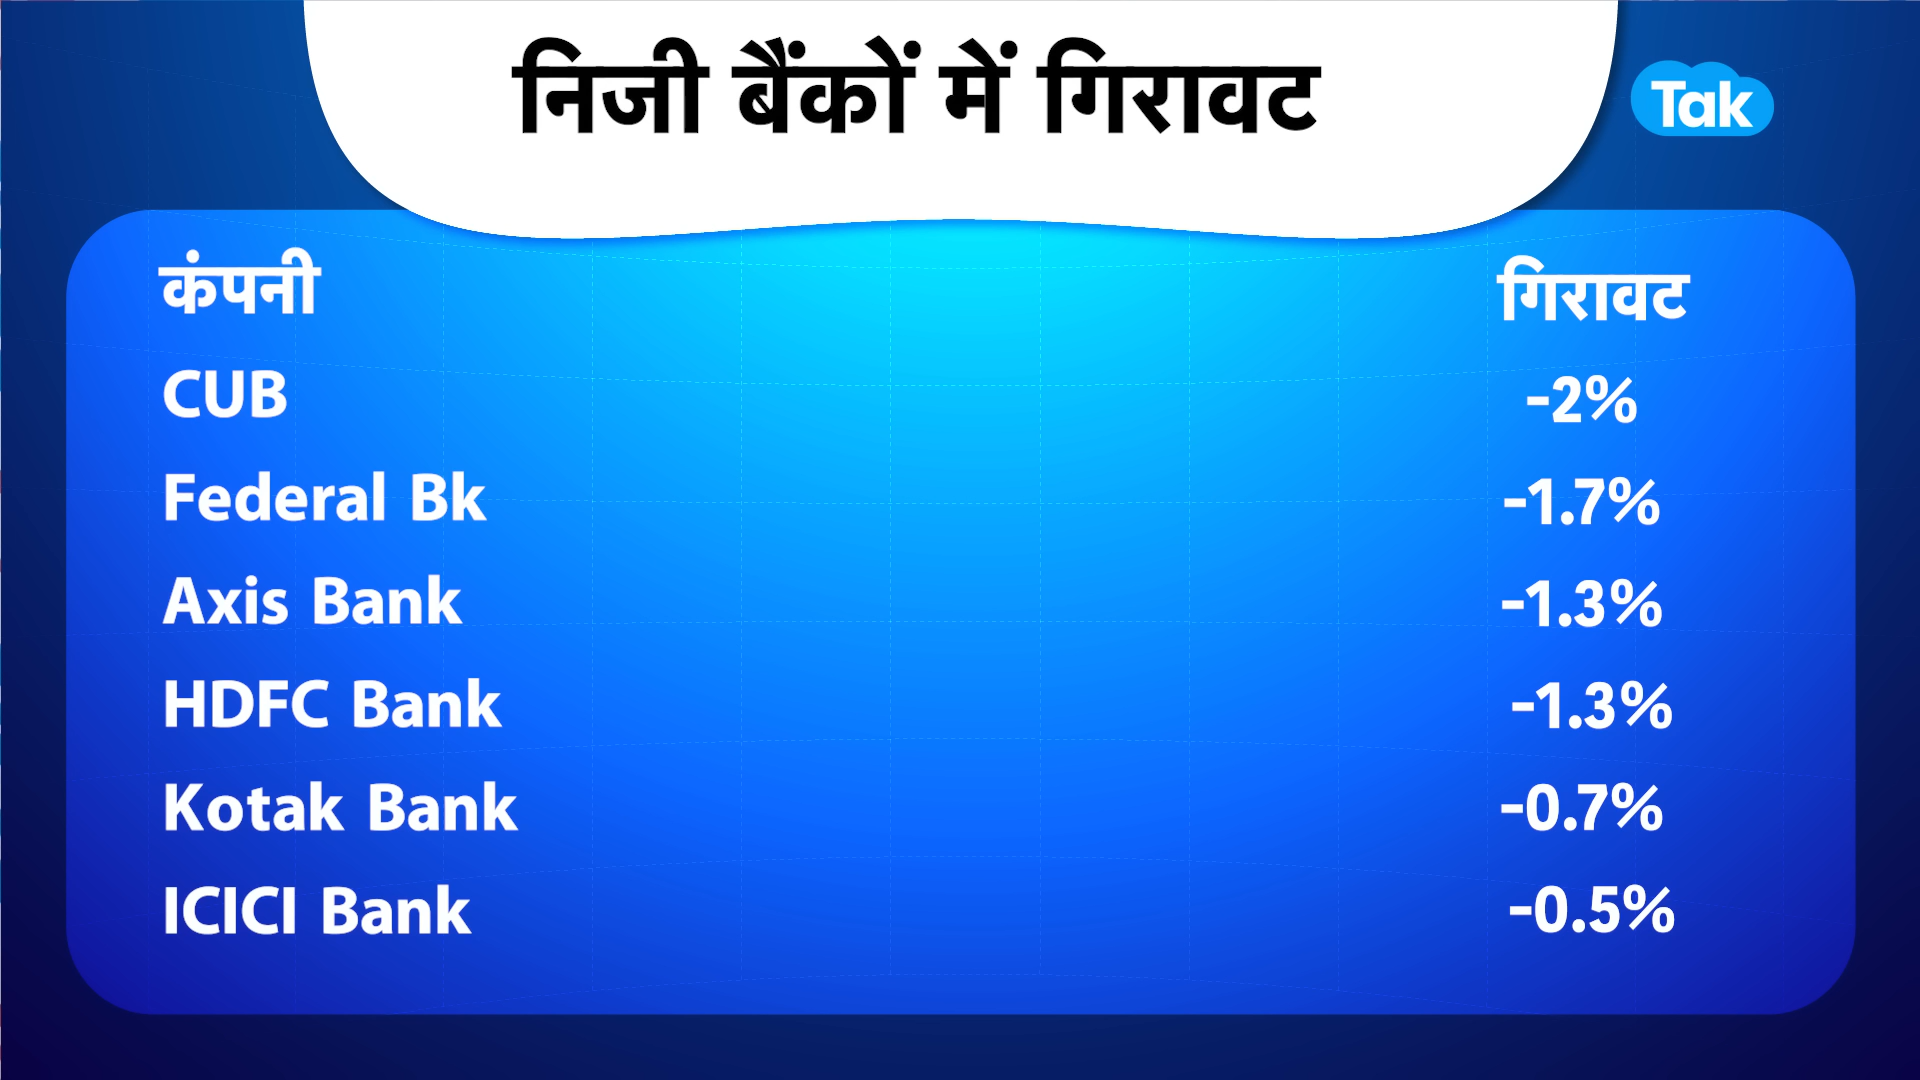 निजी बैंकों में गिरावट
Tak
कंपनी गिरावट
CUB -2%
Federal Bk -1.7%
Axis Bank -1.3%
HDFC Bank -1.3%
Kotak Bank -0.7%
ICICI Bank -0.5%